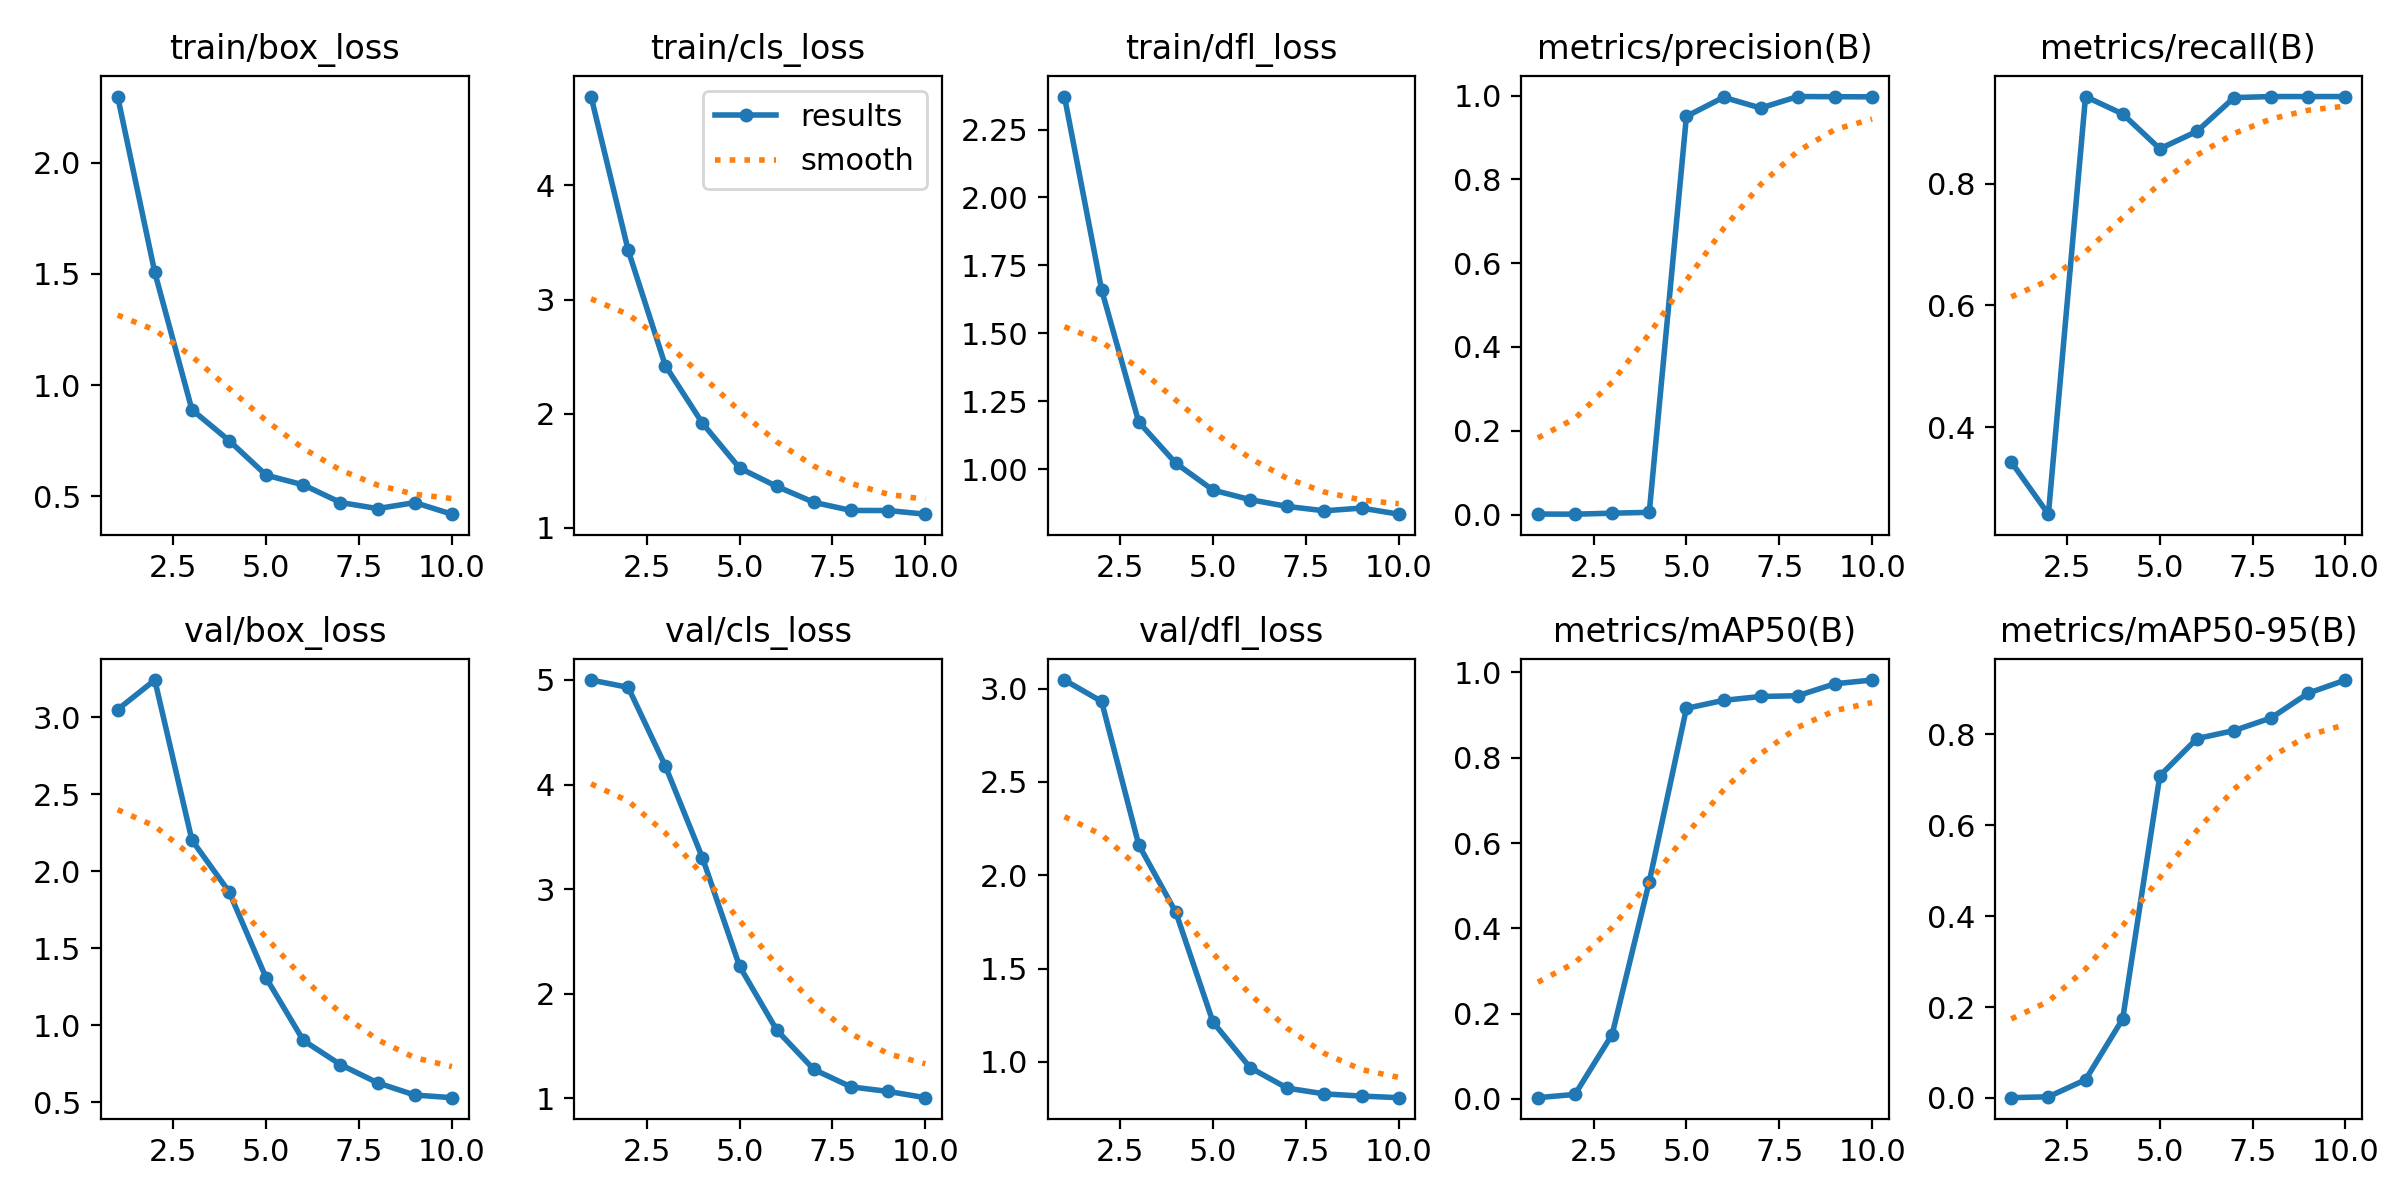 train/box_loss
train/cls_loss
train/dfl_loss
metrics/precision(B)
metrics/recall(B)
results
smooth
2.0
1.5
1.0
0.5
2.5 5.0 7.5 10.0
4
3
2
1
2.5 5.0 7.5 10.0
2.25
2.00
1.75
1.50
1.25
1.00
2.5 5.0 7.5 10.0
1.0
0.8
0.6
0.4
0.2
0.0
2.5 5.0 7.5 10.0
0.8
0.6
0.4
2.5 5.0 7.5 10.0
val/box_loss
val/cls_loss
val/dfl_loss
metrics/mAP50(B)
metrics/mAP50-95(B)
3.0
2.5
2.0
1.5
1.0
0.5
2.5 5.0 7.5 10.0
5
4
3
2
1
2.5 5.0 7.5 10.0
3.0
2.5
2.0
1.5
1.0
2.5 5.0 7.5 10.0
1.0
0.8
0.6
0.4
0.2
0.0
2.5 5.0 7.5 10.0
0.8
0.6
0.4
0.2
0.0
2.5 5.0 7.5 10.0